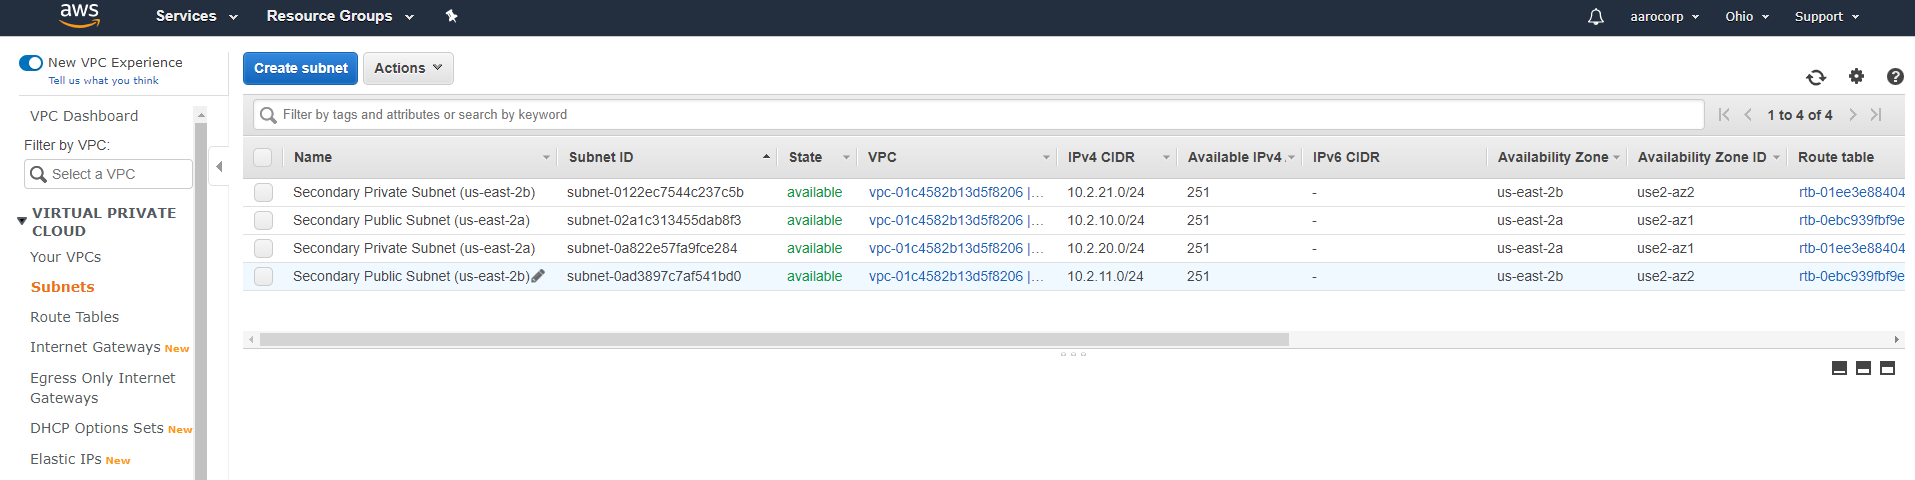 aws Services Resource Groups aarocorp Ohio Support
New VPC Experience
Tell us what you think
VPC Dashboard
Filter by VPC:
Select a VPC
VIRTUAL PRIVATE
CLOUD
Your VPCs
Subnets
Route Tables
Internet Gateways New
Egress Only Internet
Gateways
DHCP Options Sets New
Elastic IPs New
Create subnet Actions
Filter by tags and attributes or search by keyword 1 to 4 of 4
Name Subnet ID State VPC IPv4 CIDR Available IPv4 IPv6 CIDR Availability Zone Availability Zone ID Route table
Secondary Private Subnet (us-east-2b) subnet-0122ec7544c237c5b available vpc-01c4582b13d5f8206 |... 10.2.21.0/24 251 - us-east-2b use2-az2 rtb-01ee3e88404
Secondary Public Subnet (us-east-2a) subnet-02a1c313455dab8f3 available vpc-01c4582b13d5f8206 |... 10.2.10.0/24 251 - us-east-2a use2-az1 rtb-0ebc939fbf9e
Secondary Private Subnet (us-east-2a) subnet-0a822e57fa9fce284 available vpc-01c4582b13d5f8206 |... 10.2.20.0/24 251 - us-east-2a use2-az1 rtb-01ee3e88404
Secondary Public Subnet (us-east-2b) subnet-0ad3897c7af541bd0 available vpc-01c4582b13d5f8206 |... 10.2.11.0/24 251 - us-east-2b use2-az2 rtb-0ebc939fbf9e